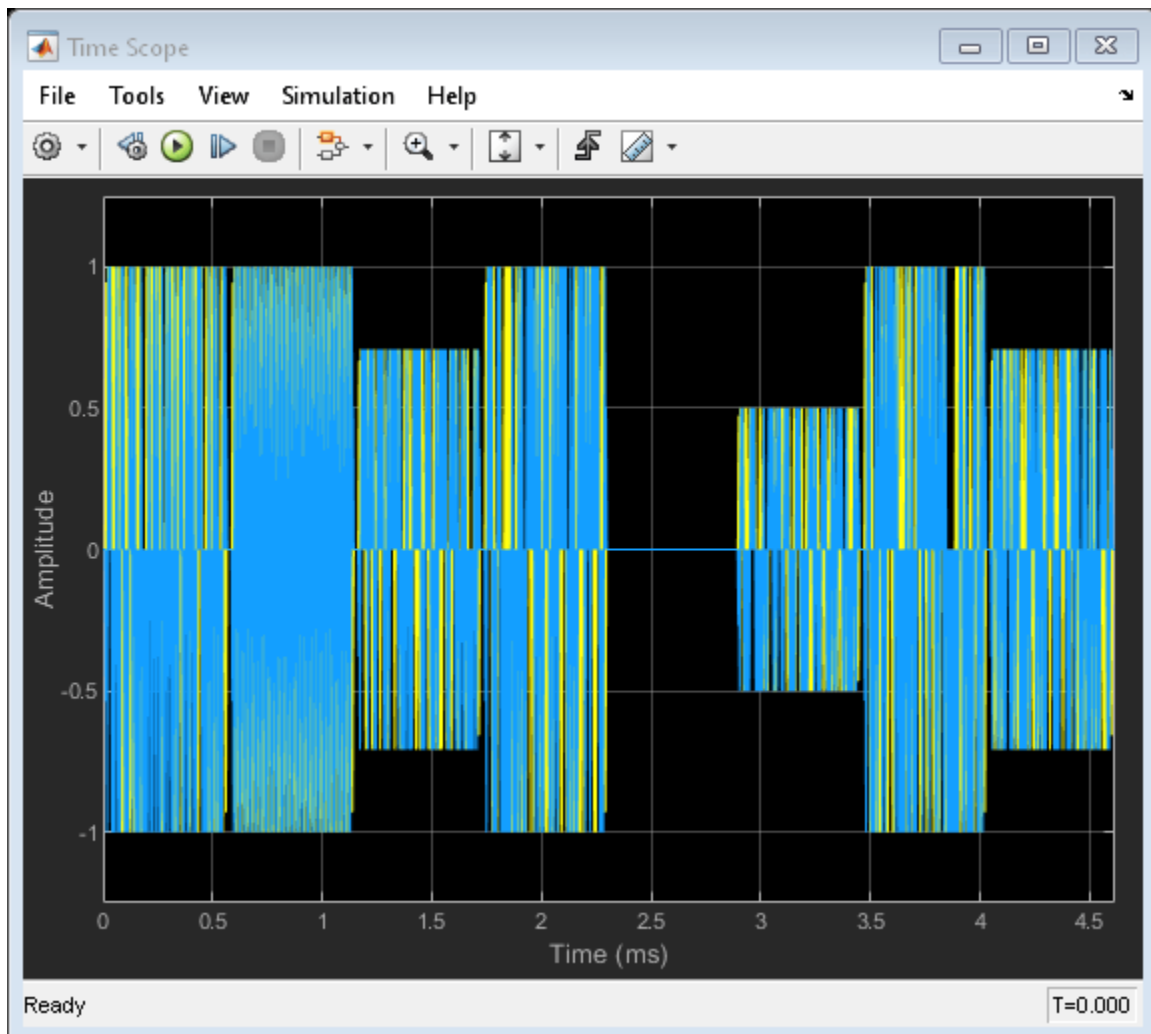 Time Scope
File Tools View Simulation Help
Amplitude
1
0.5
0
-0.5
-1
0 0.5 1 1.5 2 2.5 3 3.5 4 4.5
Time (ms)
Ready T=0.000